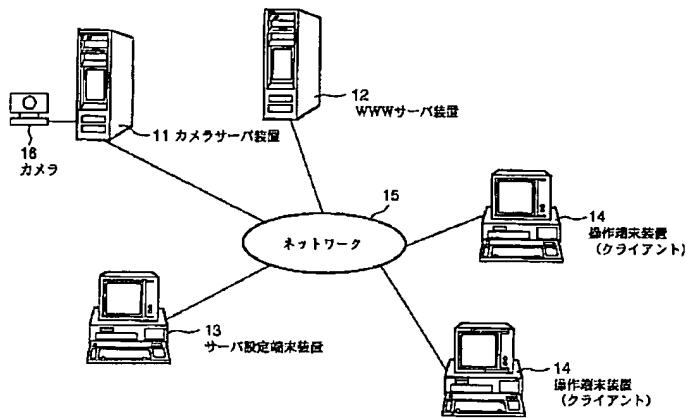 12
WWWサーバ装置
11 カメラサーバ装置
16
カメラ
15
ネットワーク
14
操作端末装置
(クライアント)
13
サーバ設定端末装置
14
操作端末装置
(クライアント)